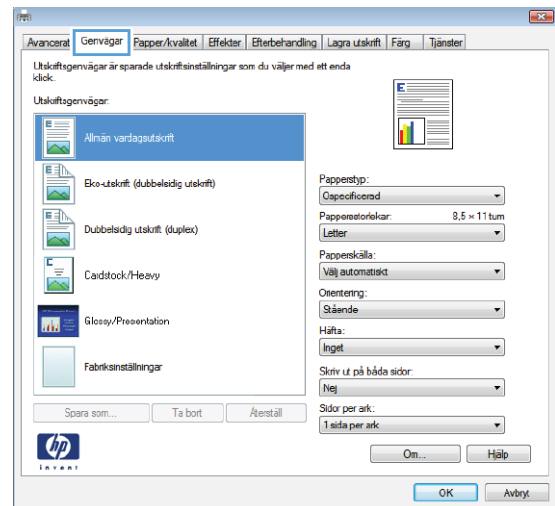 Avancerat Genvägar Papper/kvalitet Effekter Efterbehandling Lagra utskrift Färg Tjänster
Utskriftsgenvägar är sparade utskriftsinställningar som du väljer med ett enda
klick.
Utskriftsgenvägar:
Allmän vardagsutskrift
Eko-utskrift (dubbelsidig utskrift)
Dubbelsidig utskrift (duplex)
Cardstock/Heavy
Glossy/Presentation
Fabriksinställningar
Spara som... Ta bort Återställ
Papperstyp:
Ospecificerad
Pappersstorlekar: 8,5 × 11 tum
Letter
Papperskälla:
Välj automatiskt
Orientering:
Stående
Häfta:
Inget
Skriv ut på båda sidor:
Nej
Sidor per ark:
1 sida per ark
hp
invent
Om... Hjälp
OK Avbryt